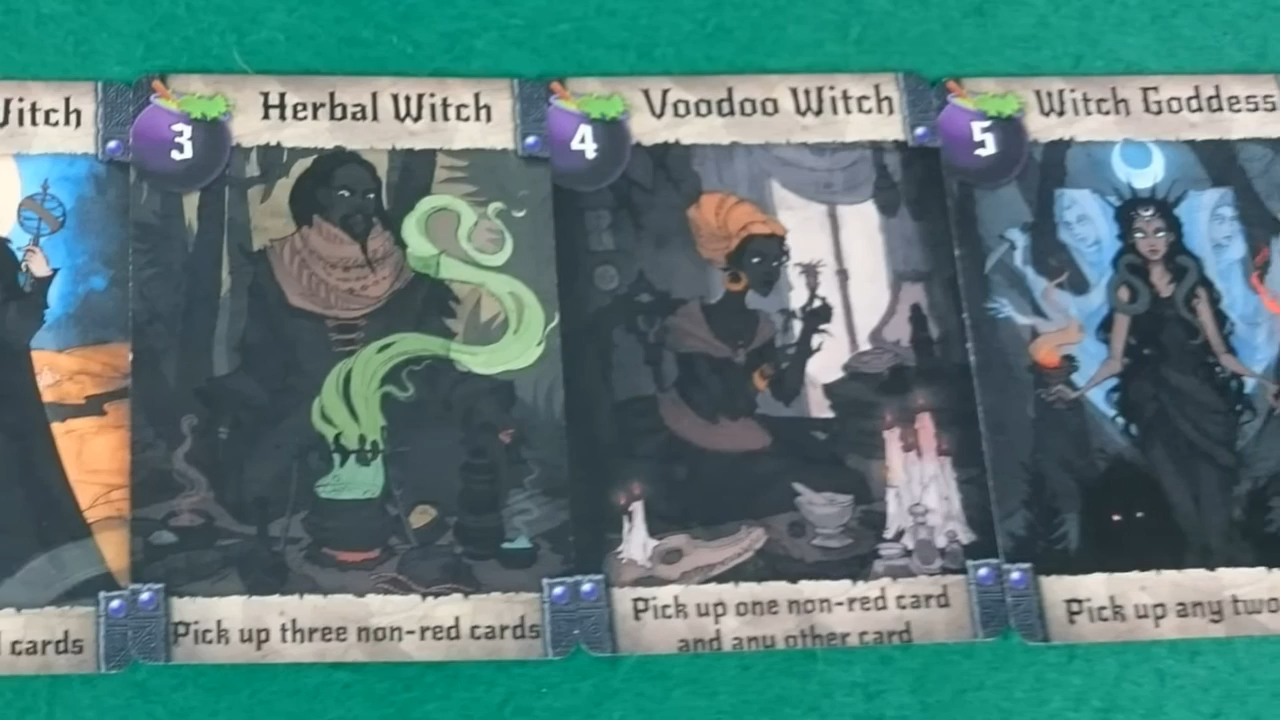 Witch
cards
3
Herbal Witch
Pick up three non-red cards
4
Voodoo Witch
Pick up one non-red card
and any other card
5
Witch Goddess
Pick up any two